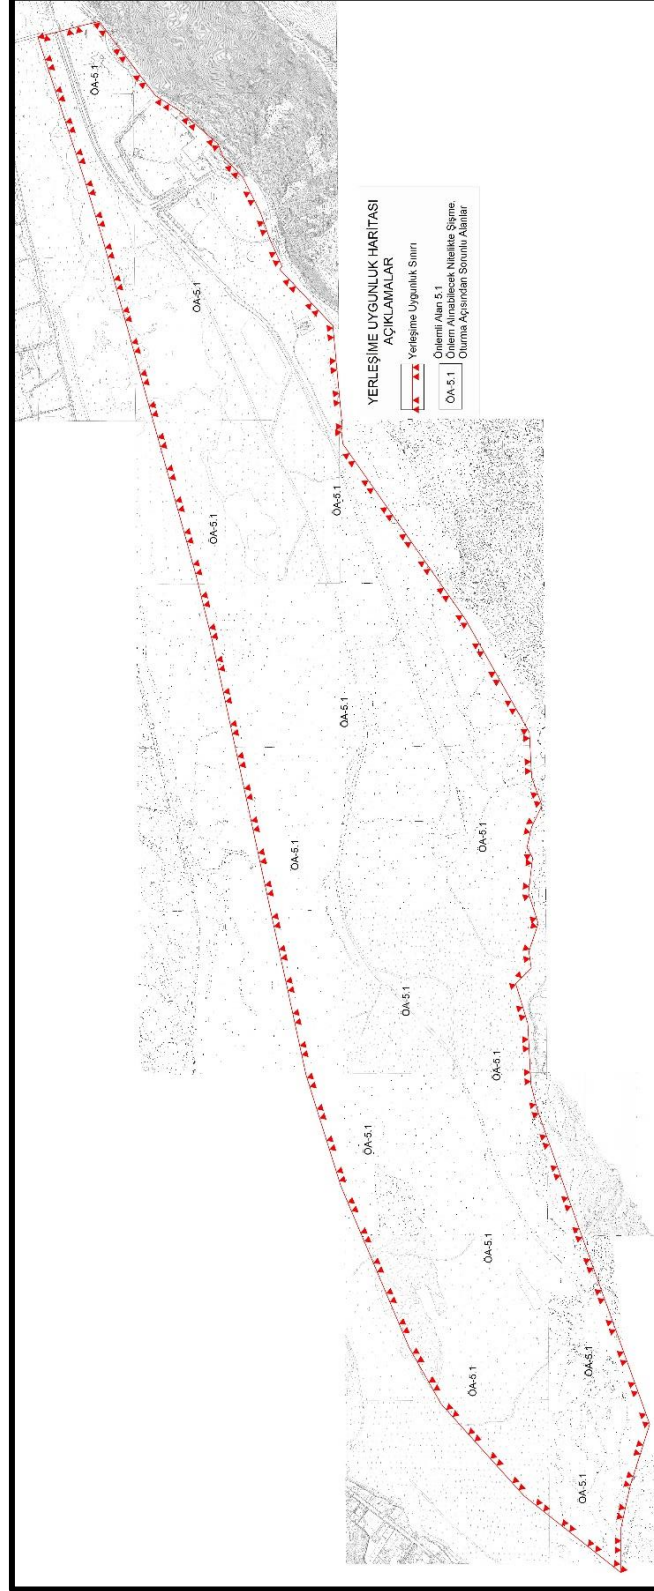 ÖA-5.1
ÖA-5.1
ÖA-5.1
ÖA-5.1
ÖA-5.1
ÖA-5.1
ÖA-5.1
ÖA-5.1
ÖA-5.1
ÖA-5.1
ÖA-5.1
ÖA-5.1
ÖA-5.1
ÖA-5.1
YERLEŞİME UYGUNLUK HARİTASI
AÇIKLAMALAR
Yerleşime Uygunluk Sınırı
ÖA-5.1
Önlemli Alan 5.1
Önlem Alınabilecek Nitelikte Şişme,
Oturma Açısından Sorunlu Alanlar